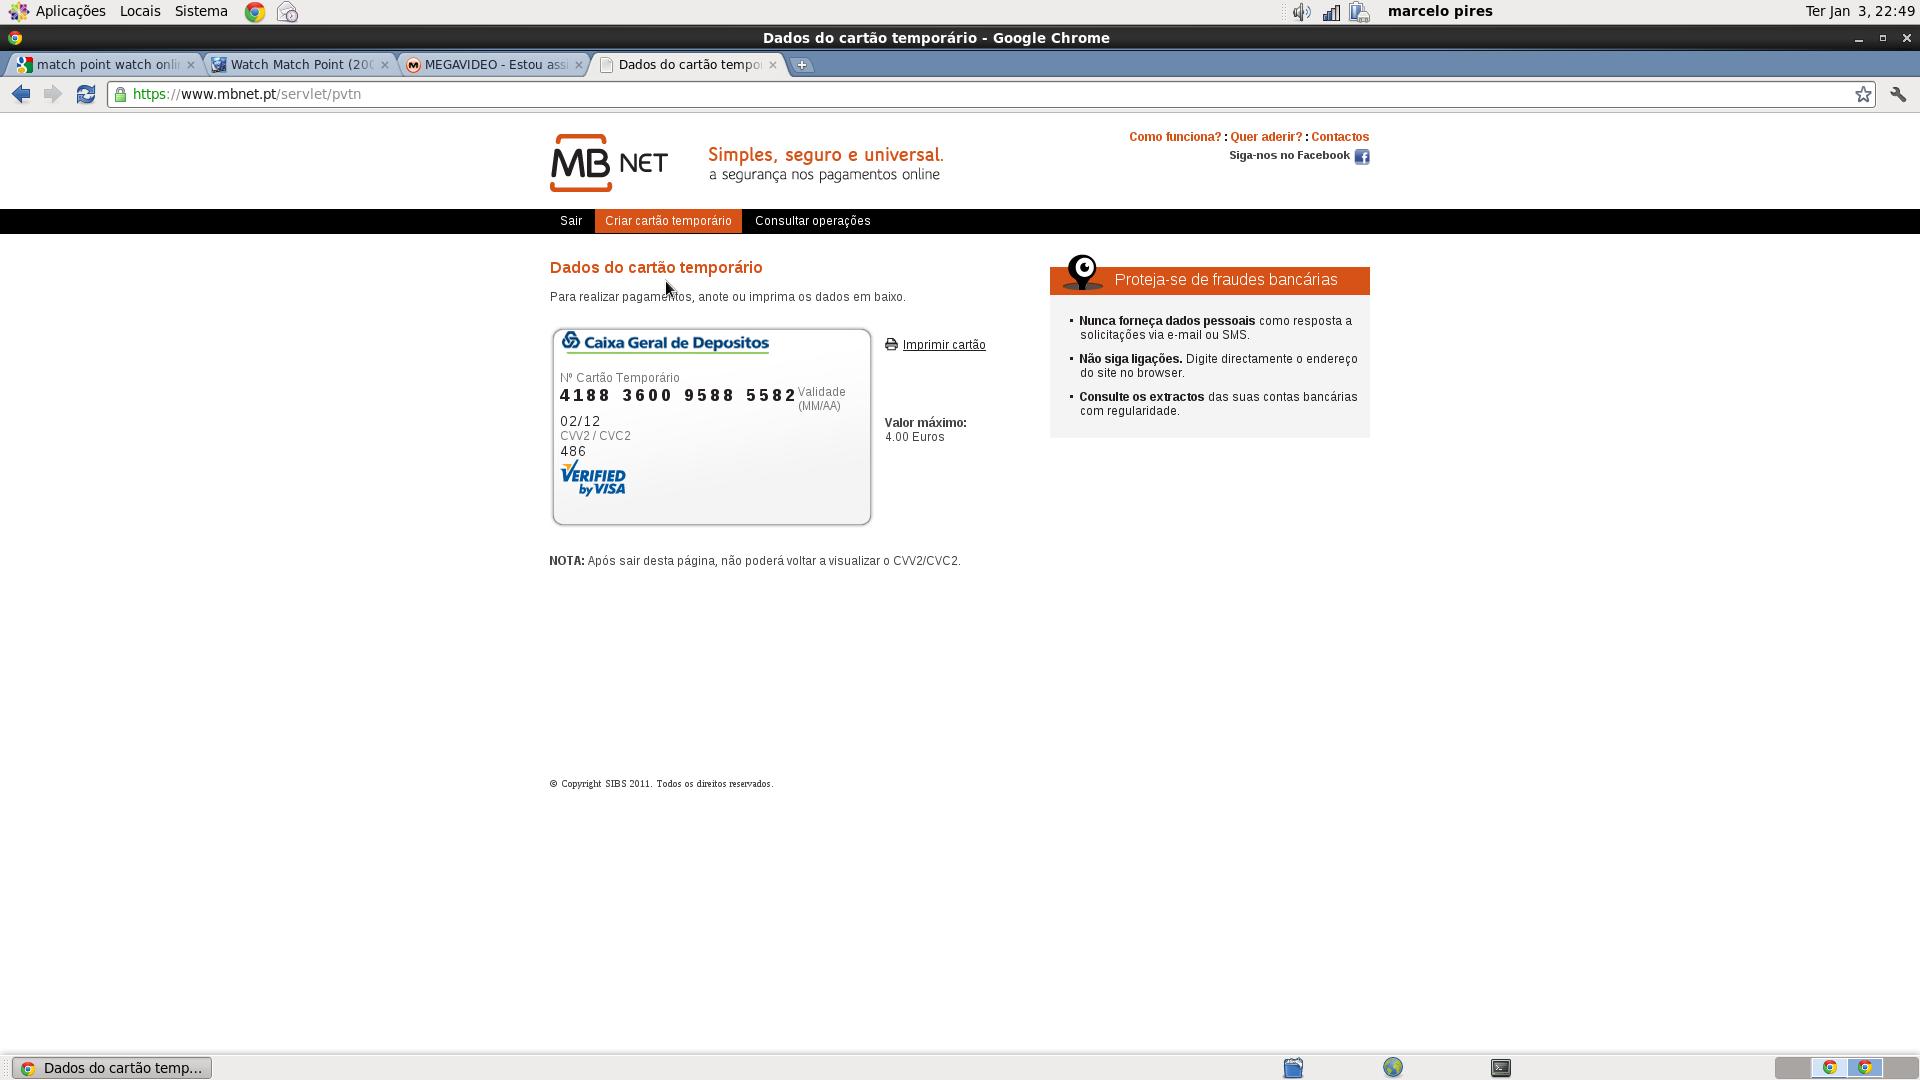 Aplicações Locais Sistema marcelo pires Ter Jan 3, 22:49
Dados do cartão temporário - Google Chrome
match point watch onli Watch Match Point (200 MEGAVIDEO - Estou assi Dados do cartão tempo
https://www.mbnet.pt/servlet/pvtn
Como funciona? : Quer aderir? : Contactos
MB NET Simples, seguro e universal.
Siga-nos no Facebook
a segurança nos pagamentos online
Sair Criar cartão temporário Consultar operações
Dados do cartão temporário
Para realizar pagamentos, anote ou imprima os dados em baixo.
Caixa Geral de Depositos
Nº Cartão Temporário
4188 3600 9588 5582 Validade
(MM/AA)
02/12
CVV2 / CVC2
486
VERIFIED
by VISA
Imprimir cartão
Valor máximo:
4.00 Euros
NOTA: Após sair desta página, não poderá voltar a visualizar o CVV2/CVC2.
Proteja-se de fraudes bancárias
▪ Nunca forneça dados pessoais como resposta a
solicitações via e-mail ou SMS.
▪ Não siga ligações. Digite directamente o endereço
do site no browser.
▪ Consulte os extractos das suas contas bancárias
com regularidade.
© Copyright SIBS 2011. Todos os direitos reservados.
Dados do cartão temp...